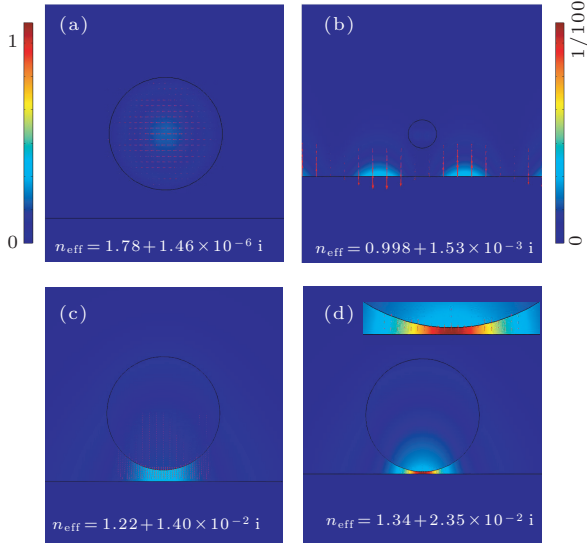 1
0
(a)
n_eff = 1.78 + 1.46 × 10⁻⁶ i
(b)
n_eff = 0.998 + 1.53 × 10⁻³ i
1/100
0
(c)
n_eff = 1.22 + 1.40 × 10⁻² i
(d)
n_eff = 1.34 + 2.35 × 10⁻² i